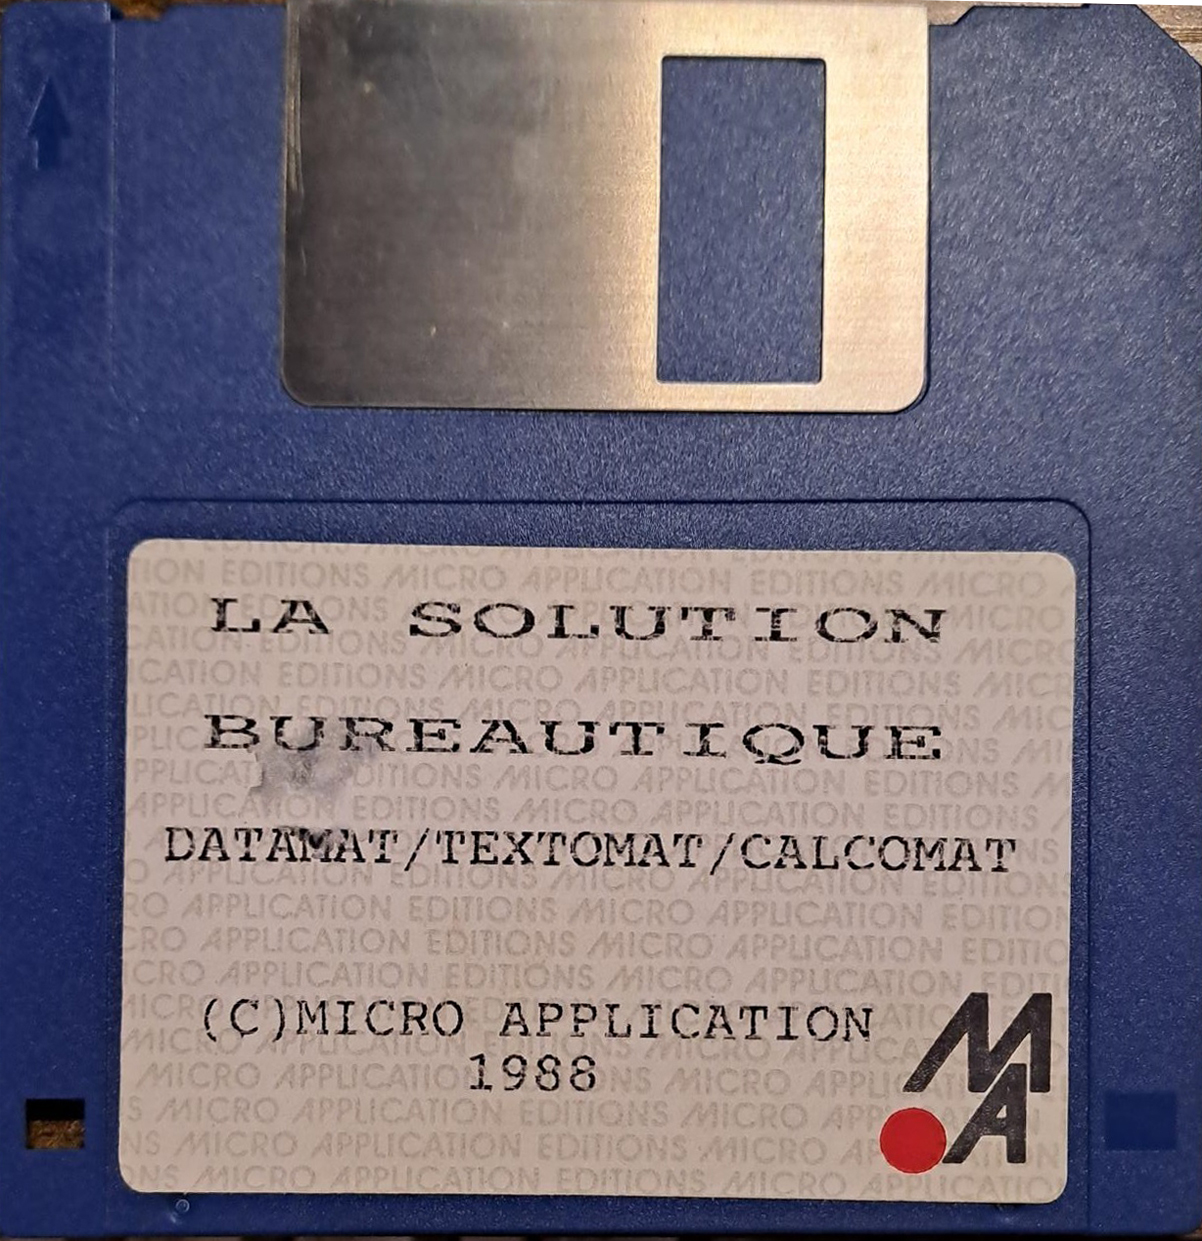 LA SOLUTION
BUREAUTIQUE
DATAMAT/TEXTOMAT/CALCOMAT
(C)MICRO APPLICATION
1988
MA